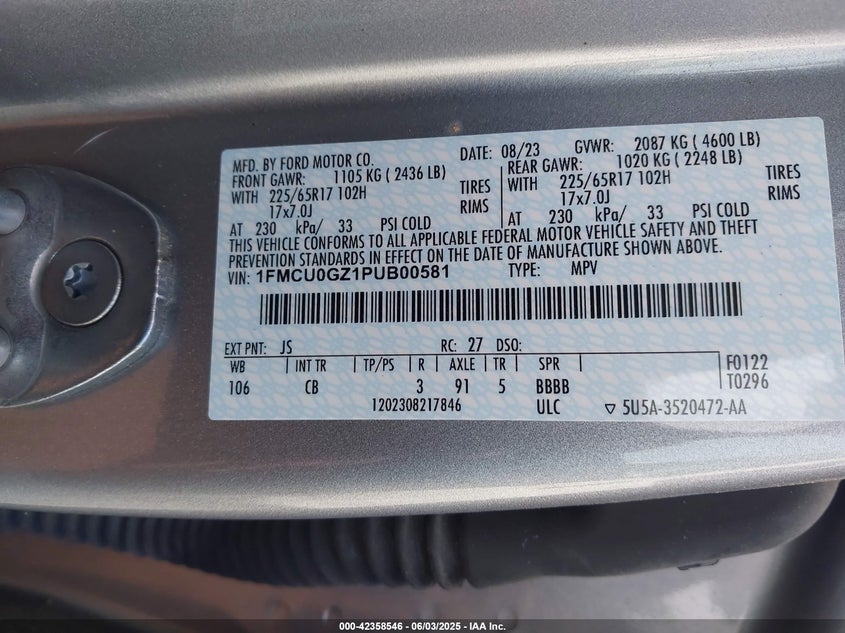 MFD. BY FORD MOTOR CO. DATE: 08/23 GVWR: 2087 KG ( 4600 LB)
FRONT GAWR: 1105 KG ( 2436 LB) REAR GAWR: 1020 KG ( 2248 LB)
WITH 225/65R17 102H TIRES WITH 225/65R17 102H TIRES
17x7.0J RIMS 17x7.0J RIMS
AT 230 kPa/ 33 PSI COLD AT 230 kPa/ 33 PSI COLD
THIS VEHICLE CONFORMS TO ALL APPLICABLE FEDERAL MOTOR VEHICLE SAFETY AND THEFT
PREVENTION STANDARDS IN EFFECT ON THE DATE OF MANUFACTURE SHOWN ABOVE.
VIN: 1FMCU0GZ1PUB00581 TYPE: MPV
EXT PNT: JS RC: 27 DSO:
WB INT TR TP/PS R AXLE TR SPR F0122
106 CB 3 91 5 BBBB T0296
1202308217846 ULC ▽ 5U5A-3520472-AA
000-42358546 - 06/03/2025 - IAA Inc.